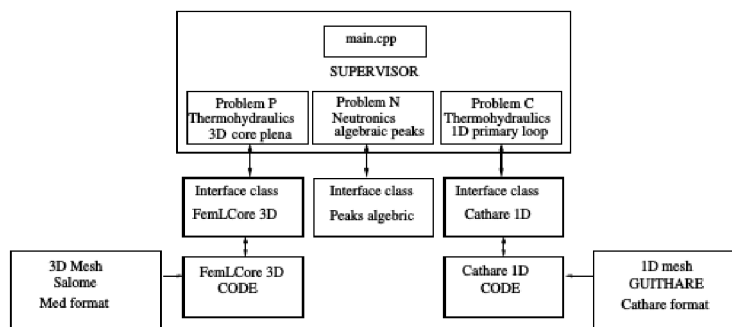 main.cpp
SUPERVISOR
Problem P
Thermohydraulics
3D core plena
Problem N
Neutronics
algebraic peaks
Problem C
Thermohydraulics
1D primary loop
Interface class
FemLCore 3D
Interface class
Peaks algebric
Interface class
Cathare 1D
3D Mesh
Salome
Med format
FemLCore 3D
CODE
Cathare 1D
CODE
1D mesh
GUITHARE
Cathare format